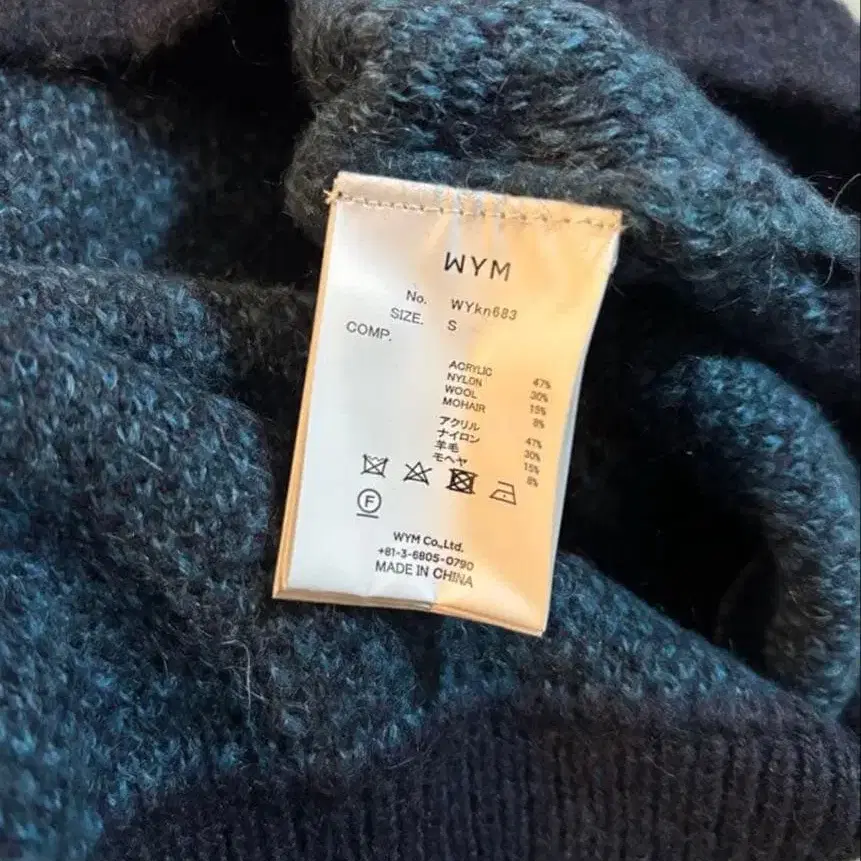 WYM
No. WYkn683
SIZE. S
COMP.
ACRYLIC 47%
NYLON 30%
WOOL 15%
MOHAIR 8%
アクリル 47%
ナイロン 30%
羊毛 15%
モヘヤ 8%
F
WYM Co.,Ltd.
+81-3-6805-0790
MADE IN CHINA